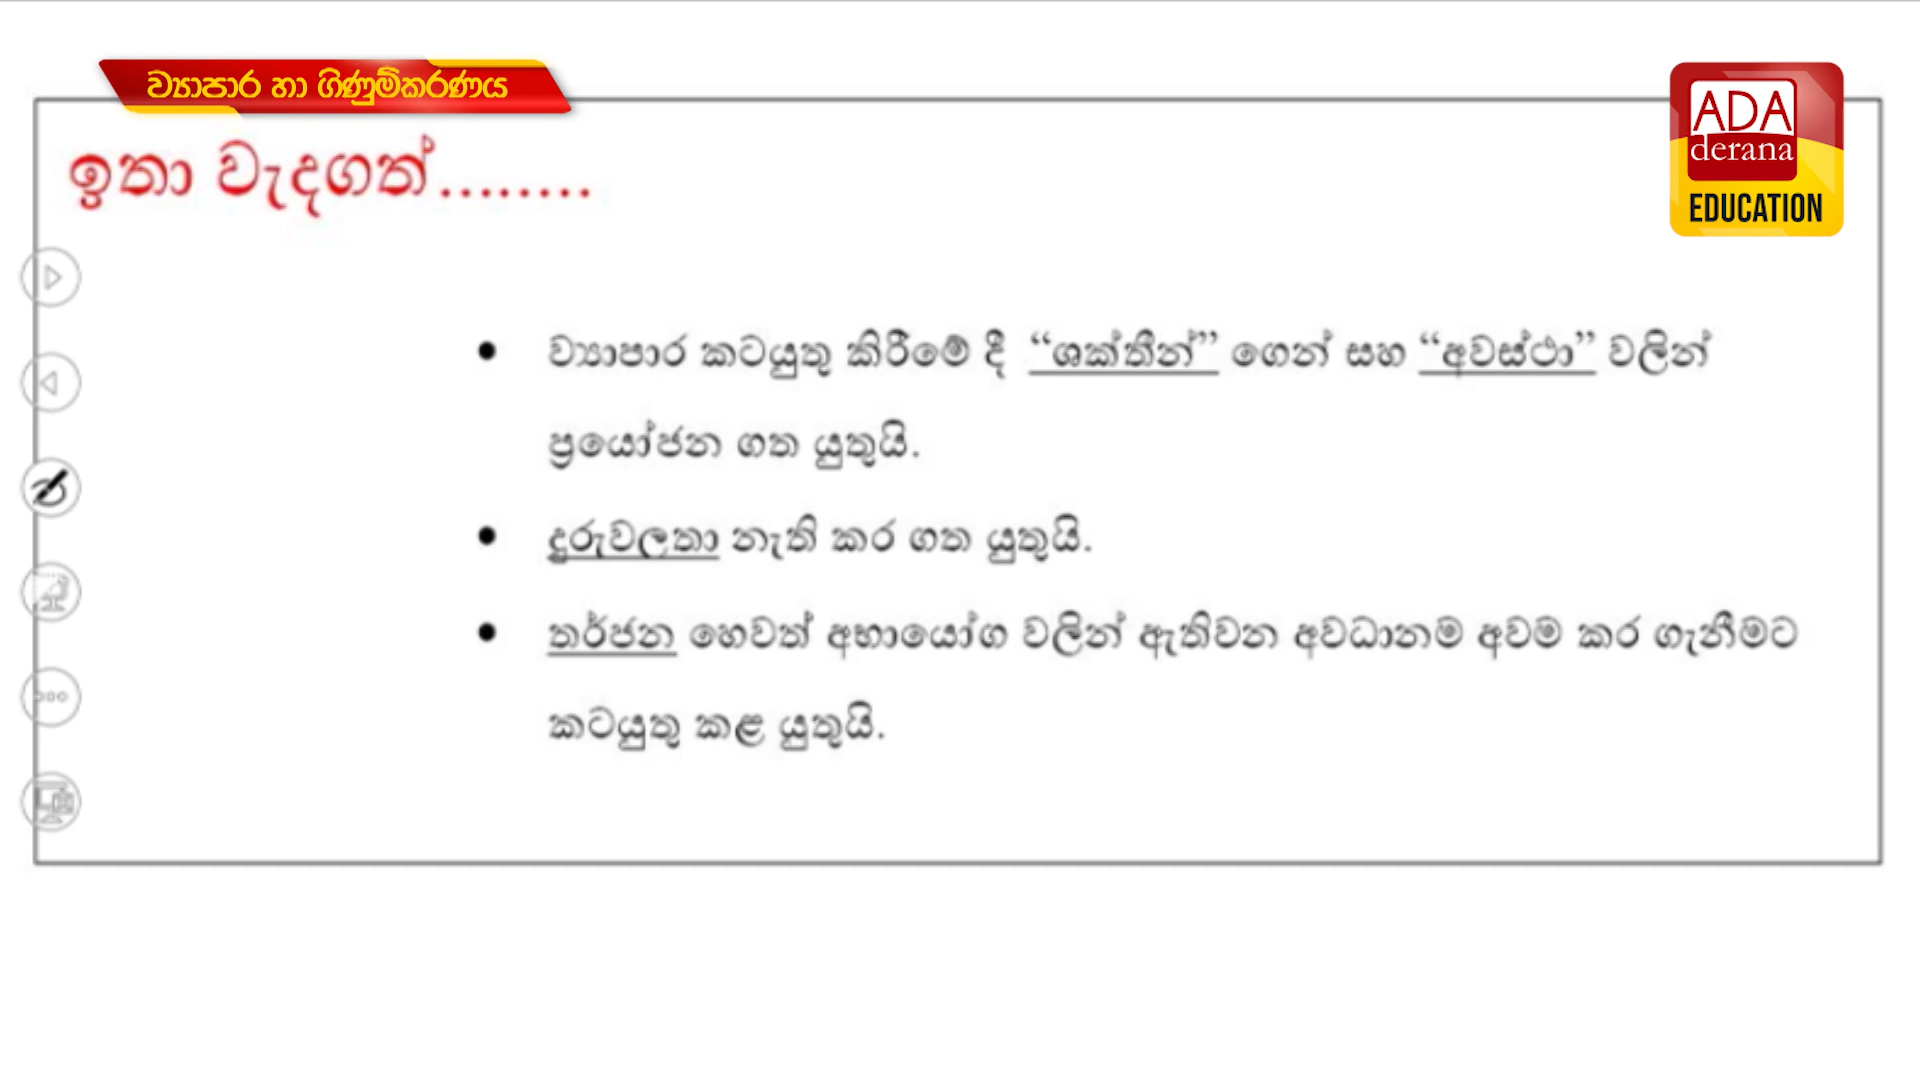 ව්‍යාපාර හා ගිණුම්කරණය
ADA
derana
EDUCATION
ඉතා වැදගත්........
• ව්‍යාපාර කටයුතු කිරීමේ දී “ශක්තීන්” ගෙන් සහ “අවස්ථා” වලින්
ප්‍රයෝජන ගත යුතුයි.
• දුරුවලතා නැති කර ගත යුතුයි.
• තර්ජන හෙවත් අභායෝග වලින් ඇතිවන අවධානම අවම කර ගැනීමට
කටයුතු කළ යුතුයි.